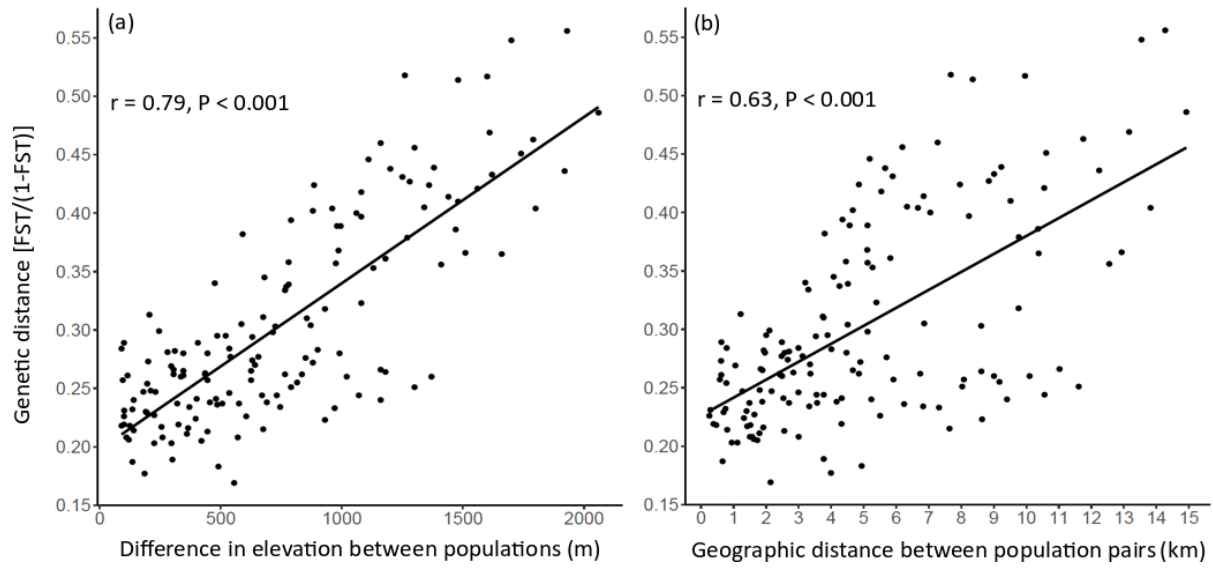 (a)
r = 0.79, P < 0.001
Genetic distance [FST/(1-FST)]
0.55
0.50
0.45
0.40
0.35
0.30
0.25
0.20
0.15
0 500 1000 1500 2000
Difference in elevation between populations (m)
(b)
r = 0.63, P < 0.001
0.55
0.50
0.45
0.40
0.35
0.30
0.25
0.20
0.15
0 1 2 3 4 5 6 7 8 9 10 11 12 13 14 15
Geographic distance between population pairs (km)